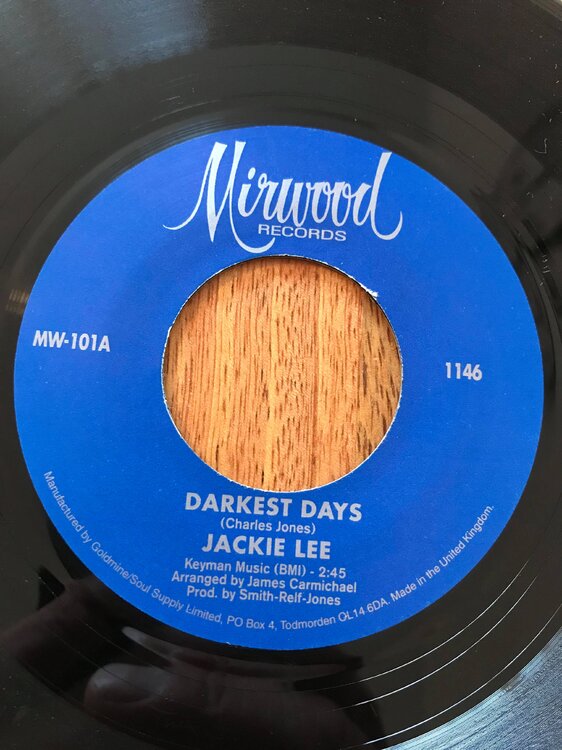 Mirwood
RECORDS
MW-101A
1146
DARKEST DAYS
(Charles Jones)
JACKIE LEE
Keyman Music (BMI) - 2:45
Arranged by James Carmichael
Prod. by Smith-Relf-Jones
Manufactured by Goldmine/Soul Supply Limited, PO Box 4, Todmorden OL14 6DA. Made in the United Kingdom.